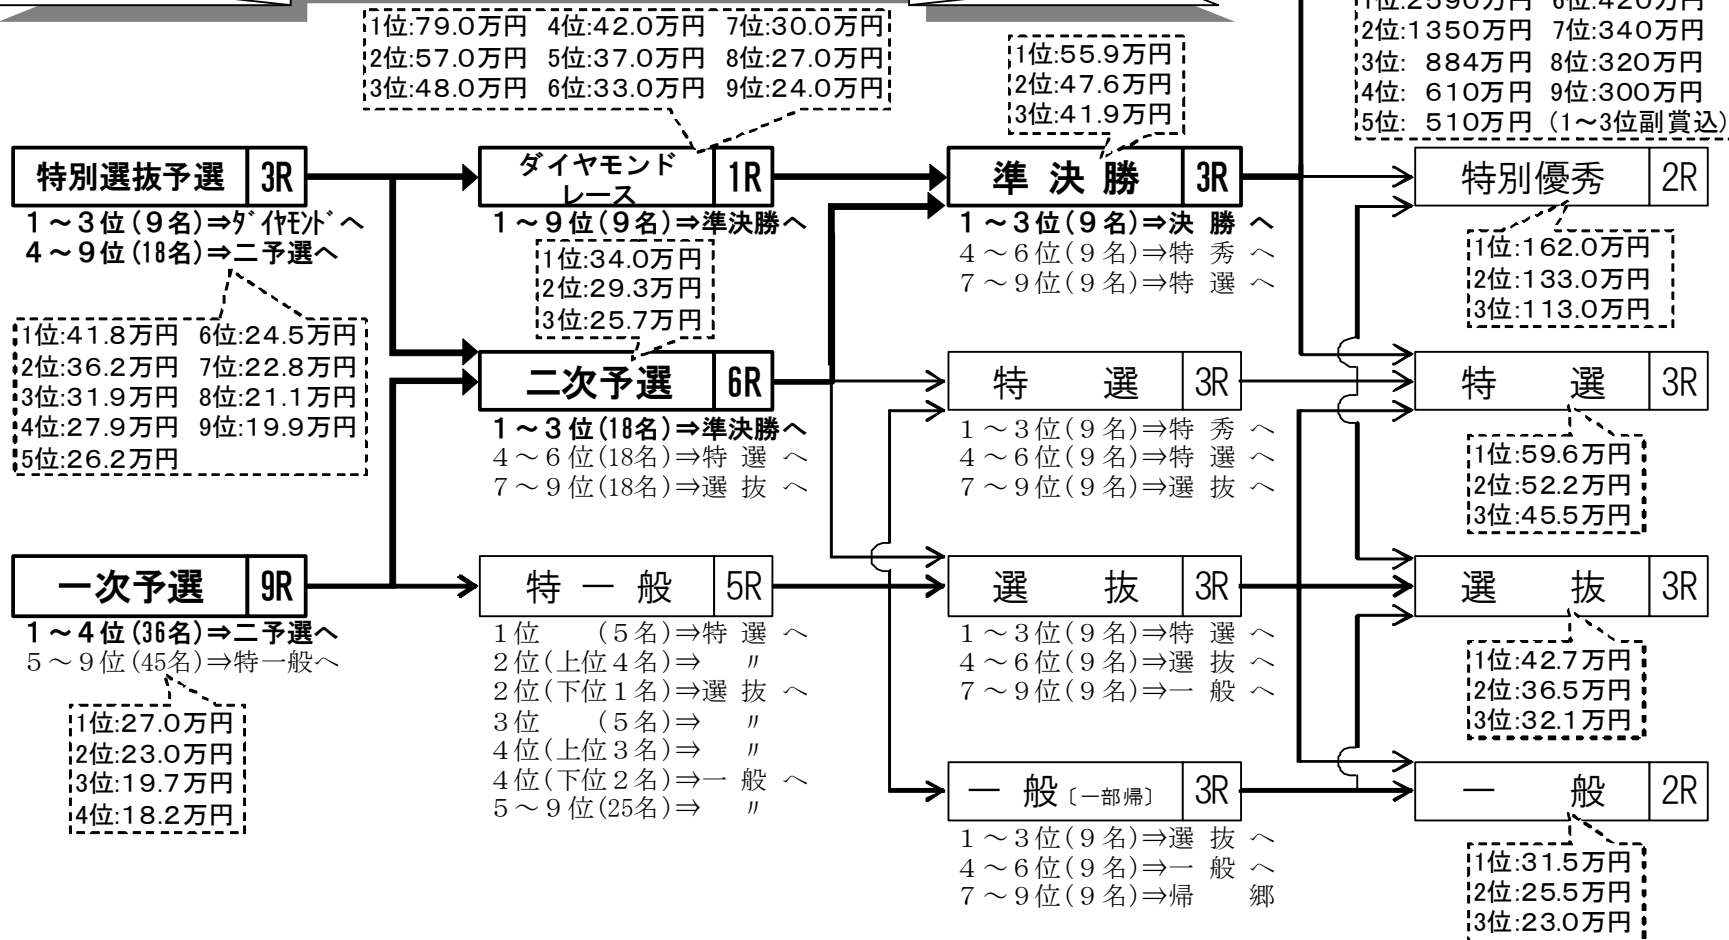 1位:79.0万円 4位:42.0万円 7位:30.0万円
2位:57.0万円 5位:37.0万円 8位:27.0万円
3位:48.0万円 6位:33.0万円 9位:24.0万円
1位:55.9万円
2位:47.6万円
3位:41.9万円
1位:2590万円 6位:420万円
2位:1350万円 7位:340万円
3位: 884万円 8位:320万円
4位: 610万円 9位:300万円
5位: 510万円 (1~3位副賞込)
特別選抜予選 3R
1~3位(9名)⇒ダイヤモンドへ
4~9位(18名)⇒二予選へ
1位:41.8万円 6位:24.5万円
2位:36.2万円 7位:22.8万円
3位:31.9万円 8位:21.1万円
4位:27.9万円 9位:19.9万円
5位:26.2万円
一次予選 9R
1~4位(36名)⇒二予選へ
5~9位(45名)⇒特一般へ
1位:27.0万円
2位:23.0万円
3位:19.7万円
4位:18.2万円
ダイヤモンド
レース 1R
1~9位(9名)⇒準決勝へ
1位:34.0万円
2位:29.3万円
3位:25.7万円
二次予選 6R
1~3位(18名)⇒準決勝へ
4~6位(18名)⇒特 選 へ
7~9位(18名)⇒選 抜 へ
特 一 般 5R
1位 (5名)⇒特 選 へ
2位(上位4名)⇒ 〃
2位(下位1名)⇒選 抜 へ
3位 (5名)⇒ 〃
4位(上位3名)⇒ 〃
4位(下位2名)⇒一 般 へ
5~9位(25名)⇒ 〃
準 決 勝 3R
1~3位(9名)⇒決 勝 へ
4~6位(9名)⇒特 秀 へ
7~9位(9名)⇒特 選 へ
特 選 3R
1~3位(9名)⇒特 秀 へ
4~6位(9名)⇒特 選 へ
7~9位(9名)⇒選 抜 へ
選 抜 3R
1~3位(9名)⇒特 選 へ
4~6位(9名)⇒選 抜 へ
7~9位(9名)⇒一 般 へ
一 般〔一部帰〕 3R
1~3位(9名)⇒選 抜 へ
4~6位(9名)⇒一 般 へ
7~9位(9名)⇒帰 郷
特別優秀 2R
1位:162.0万円
2位:133.0万円
3位:113.0万円
特 選 3R
1位:59.6万円
2位:52.2万円
3位:45.5万円
選 抜 3R
1位:42.7万円
2位:36.5万円
3位:32.1万円
一 般 2R
1位:31.5万円
2位:25.5万円
3位:23.0万円